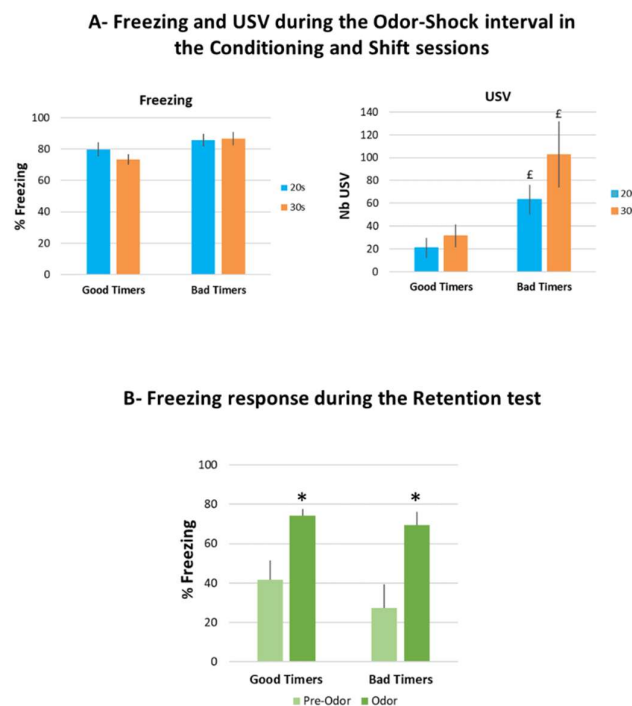 A- Freezing and USV during the Odor-Shock interval in
the Conditioning and Shift sessions
Freezing
% Freezing
100
80
60
40
20
0
Good Timers
Bad Timers
20s
30s
USV
Nb USV
140
120
100
80
60
40
20
0
£
£
Good Timers
Bad Timers
20
30
B- Freezing response during the Retention test
% Freezing
100
80
60
40
20
0
*
*
Good Timers
Bad Timers
Pre-Odor
Odor